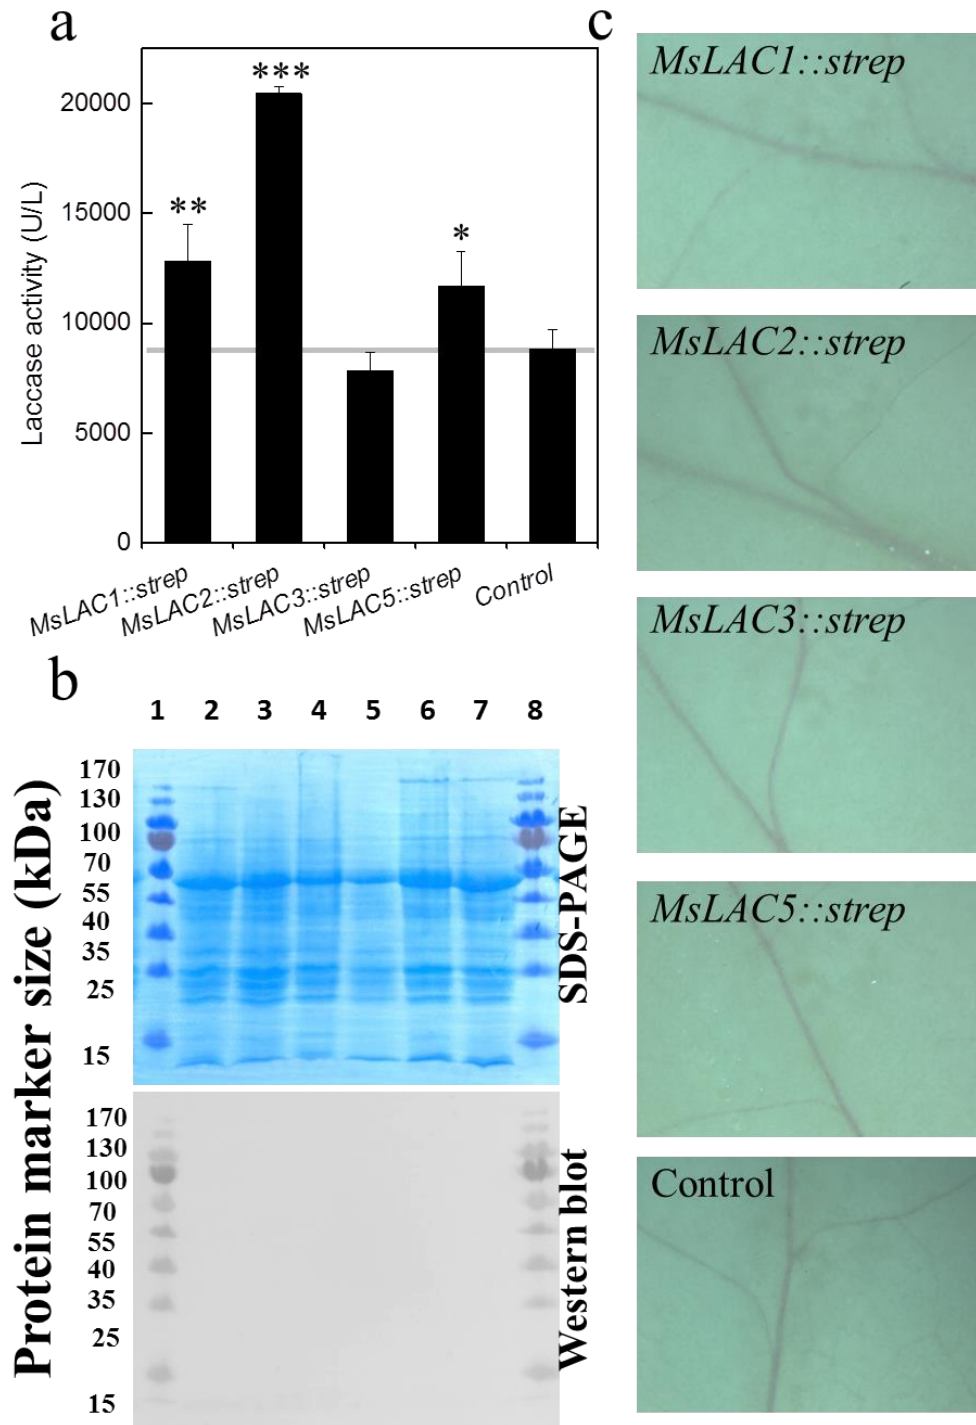 a
Laccase activity (U/L)
20000
15000
10000
5000
0
**
***
*
MsLAC1::strep
MsLAC2::strep
MsLAC3::strep
MsLAC5::strep
Control
b
1 2 3 4 5 6 7 8
Protein marker size (kDa)
170
130
100
70
55
40
35
25
15
SDS-PAGE
170
130
100
70
55
40
35
25
15
Western blot
c
MsLAC1::strep
MsLAC2::strep
MsLAC3::strep
MsLAC5::strep
Control